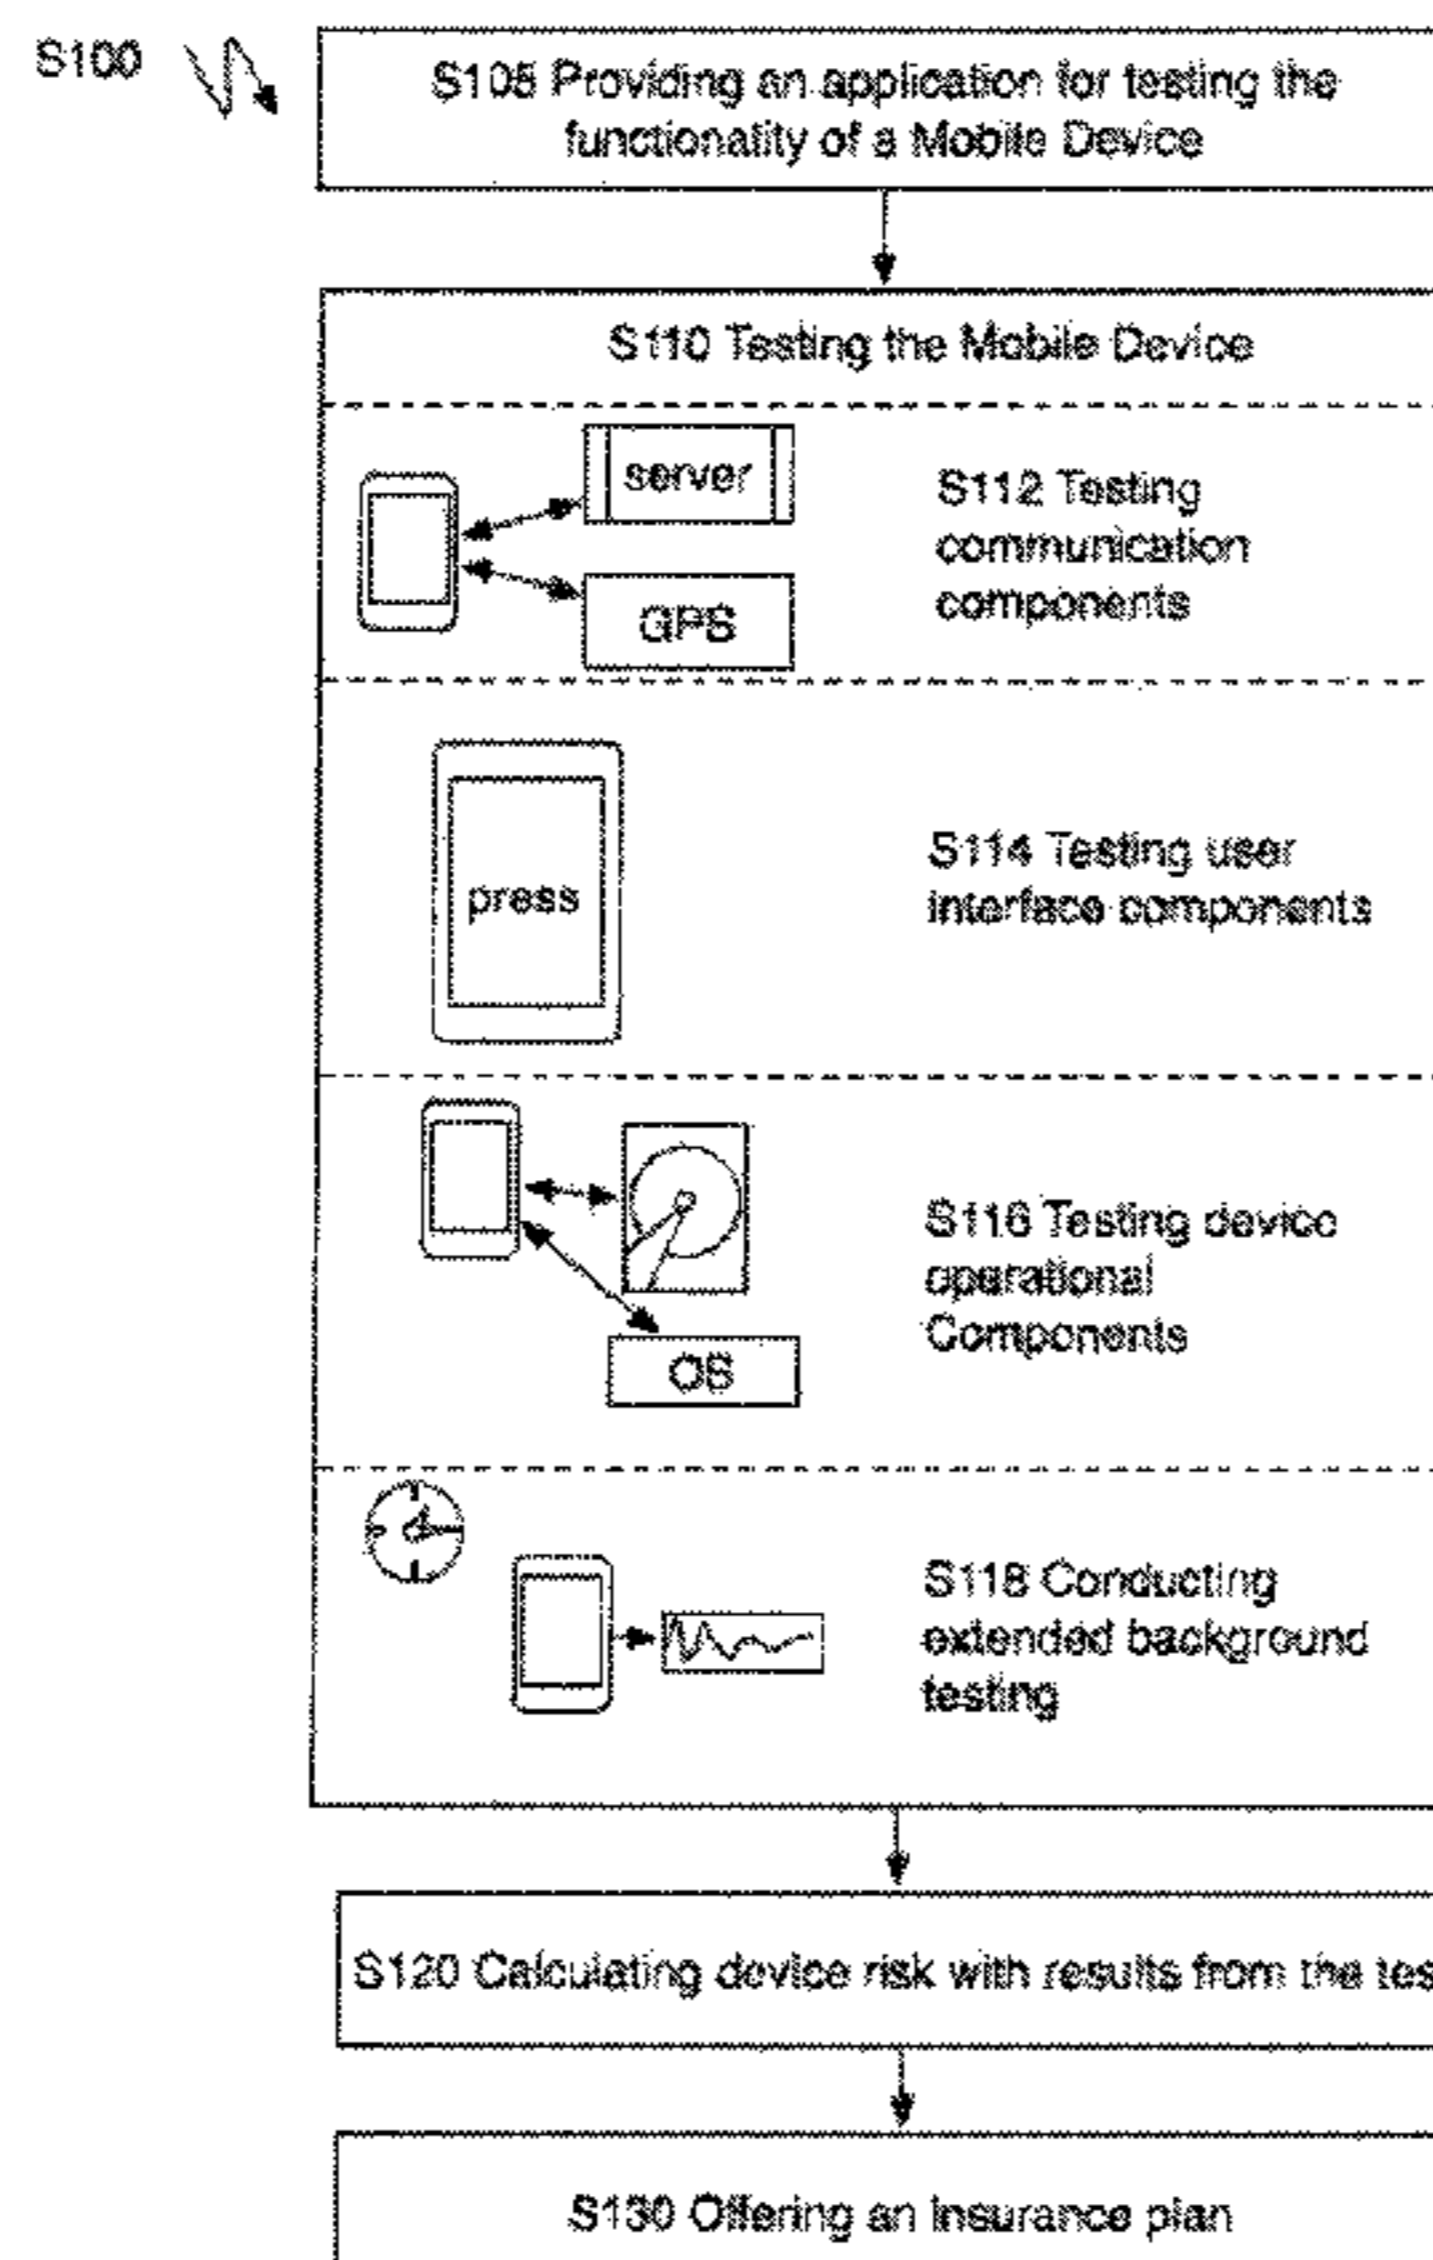 S100
S105 Providing an application for testing the
functionality of a Mobile Device
S110 Testing the Mobile Device
server
GPS
S112 Testing
communication
components
press
S114 Testing user
interface components
OS
S116 Testing device
operational
Components
S118 Conducting
extended background
testing
S120 Calculating device risk with results from the tes
S130 Offering an Insurance plan